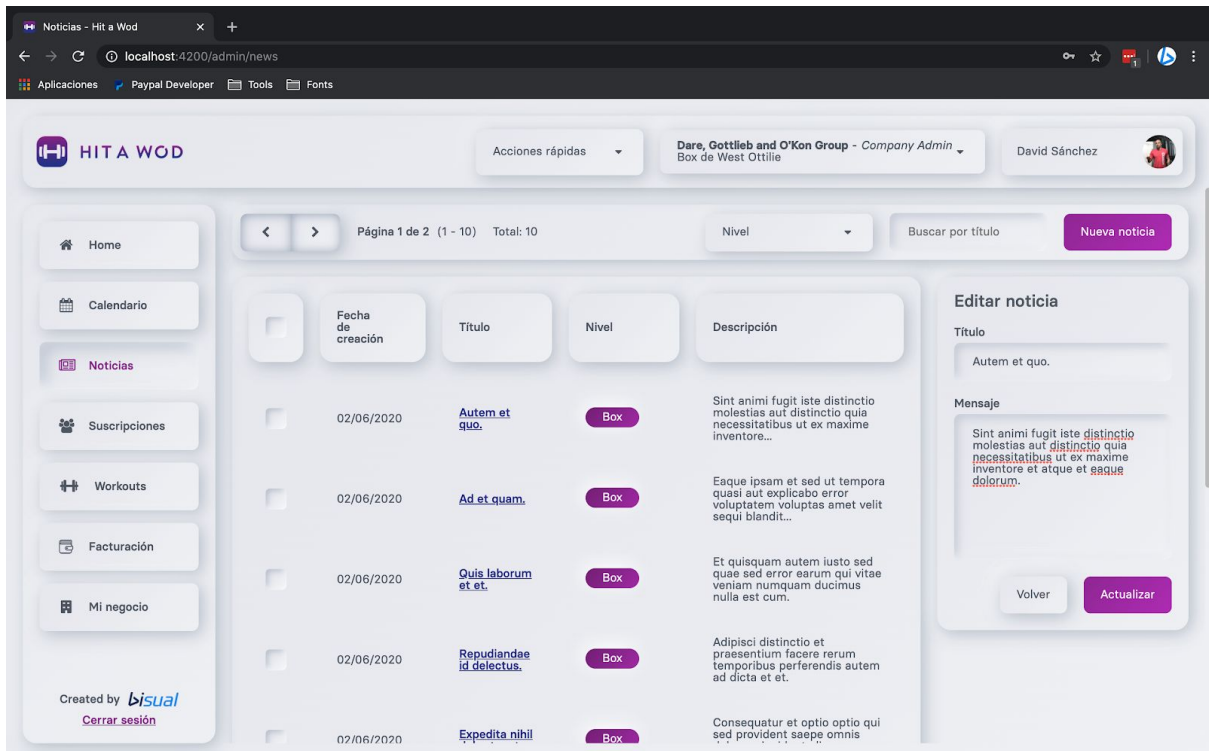 Noticias - Hit a Wod
localhost:4200/admin/news
Aplicaciones Paypal Developer Tools Fonts
1
HIT A WOD
Acciones rápidas
Dare, Gottlieb and O'Kon Group - Company Admin
Box de West Ottilie
David Sánchez
Home
Calendario
Noticias
Suscripciones
Workouts
Facturación
Mi negocio
Created by bisual
Cerrar sesión
Página 1 de 2 (1 - 10) Total: 10
Nivel
Buscar por título
Nueva noticia
Fecha
de
creación
Título
Nivel
Descripción
02/06/2020
Autem et
quo.
Box
Sint animi fugit iste distinctio
molestias aut distinctio quia
necessitatibus ut ex maxime
inventore...
02/06/2020
Ad et quam.
Box
Eaque ipsam et sed ut tempora
quasi aut explicabo error
voluptatem voluptas amet velit
sequi blandit...
02/06/2020
Quis laborum
et et.
Box
Et quisquam autem iusto sed
quae sed error earum qui vitae
veniam numquam ducimus
nulla est cum.
02/06/2020
Repudiandae
id delectus.
Box
Adipisci distinctio et
praesentium facere rerum
temporibus perferendis autem
ad dicta et et.
02/06/2020
Expedita nihil
Box
Consequatur et optio optio qui
sed provident saepe omnis
Editar noticia
Título
Autem et quo.
Mensaje
Sint animi fugit iste distinctio
molestias aut distinctio quia
necessitatibus ut ex maxime
inventore et atque et eaque
dolorum.
Volver
Actualizar